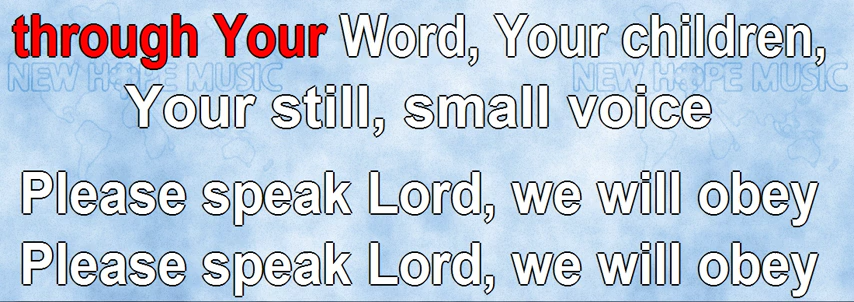 through Your Word, Your children,
NEW HOPE MUSIC NEW HOPE MUSIC
Your still, small voice
Please speak Lord, we will obey
Please speak Lord, we will obey